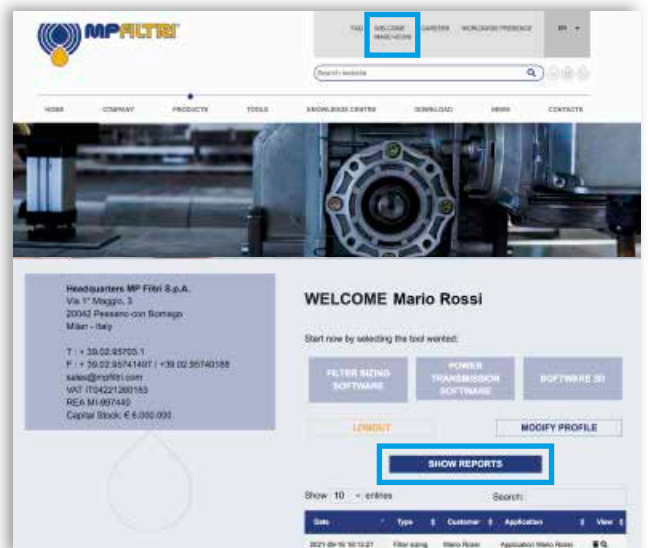 MPFILTRI
FAQ WELCOME MARIO ROSSI CAREERS WORLDWIDE PRESENCE EN
Search website
HOME COMPANY PRODUCTS TOOLS KNOWLEDGE CENTRE DOWNLOAD NEWS CONTACTS
Headquarters MP Filtri S.p.A.
Via 1° Maggio, 3
20042 Pessano con Bornago
Milan - Italy
T : + 39.02.95703.1
F : + 39.02.95741497 / +39.02.95740188
sales@mpfiltri.com
VAT IT04221260153
REA MI-997440
Capital Stock: € 6.000.000
WELCOME Mario Rossi
Start now by selecting the tool wanted:
FILTER SIZING
SOFTWARE
POWER
TRANSMISSION
SOFTWARE
SOFTWARE 3D
LOGOUT
MODIFY PROFILE
SHOW REPORTS
Show 10 entries Search:
Date Type Customer Application View
Filter sizing Mario Rossi Application Mario Rossi